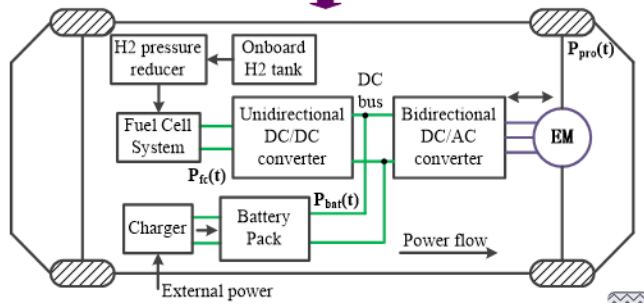 H2 pressure
reducer
Onboard
H2 tank
P_pro(t)
DC
bus
Fuel Cell
System
Unidirectional
DC/DC
converter
Bidirectional
DC/AC
converter
EM
P_fc(t)
P_bat(t)
Charger
Battery
Pack
Power flow
External power